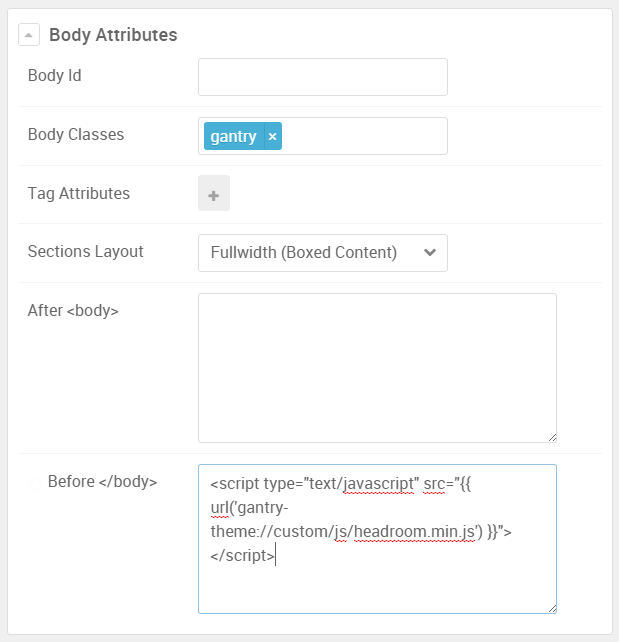 Body Attributes
Body Id
Body Classes
gantry ×
Tag Attributes
+
Sections Layout
Fullwidth (Boxed Content)
After <body>
Before </body>
<script type="text/javascript" src="{{
url('gantry-
theme://custom/js/headroom.min.js') }}">
</script>